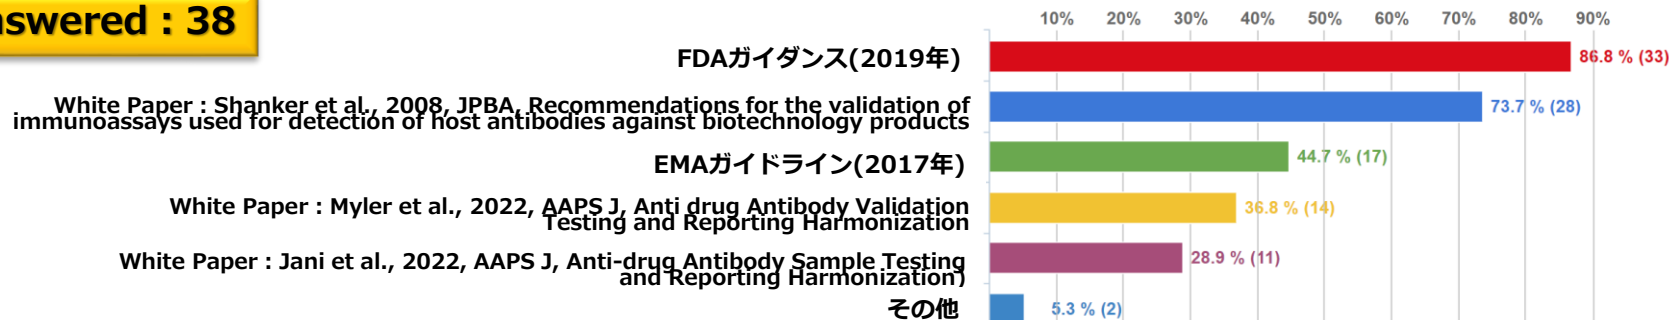 swered : 38
10% 20% 30% 40% 50% 60% 70% 80% 90%
FDAガイダンス(2019年)
86.8 % (33)
White Paper : Shanker et al., 2008, JPBA, Recommendations for the validation of
immunoassays used for detection of host antibodies against biotechnology products
73.7 % (28)
EMAガイドライン(2017年)
44.7 % (17)
White Paper : Myler et al., 2022, AAPS J, Anti drug Antibody Validation
Testing and Reporting Harmonization
36.8 % (14)
White Paper : Jani et al., 2022, AAPS J, Anti-drug Antibody Sample Testing
and Reporting Harmonization)
28.9 % (11)
その他
5.3 % (2)